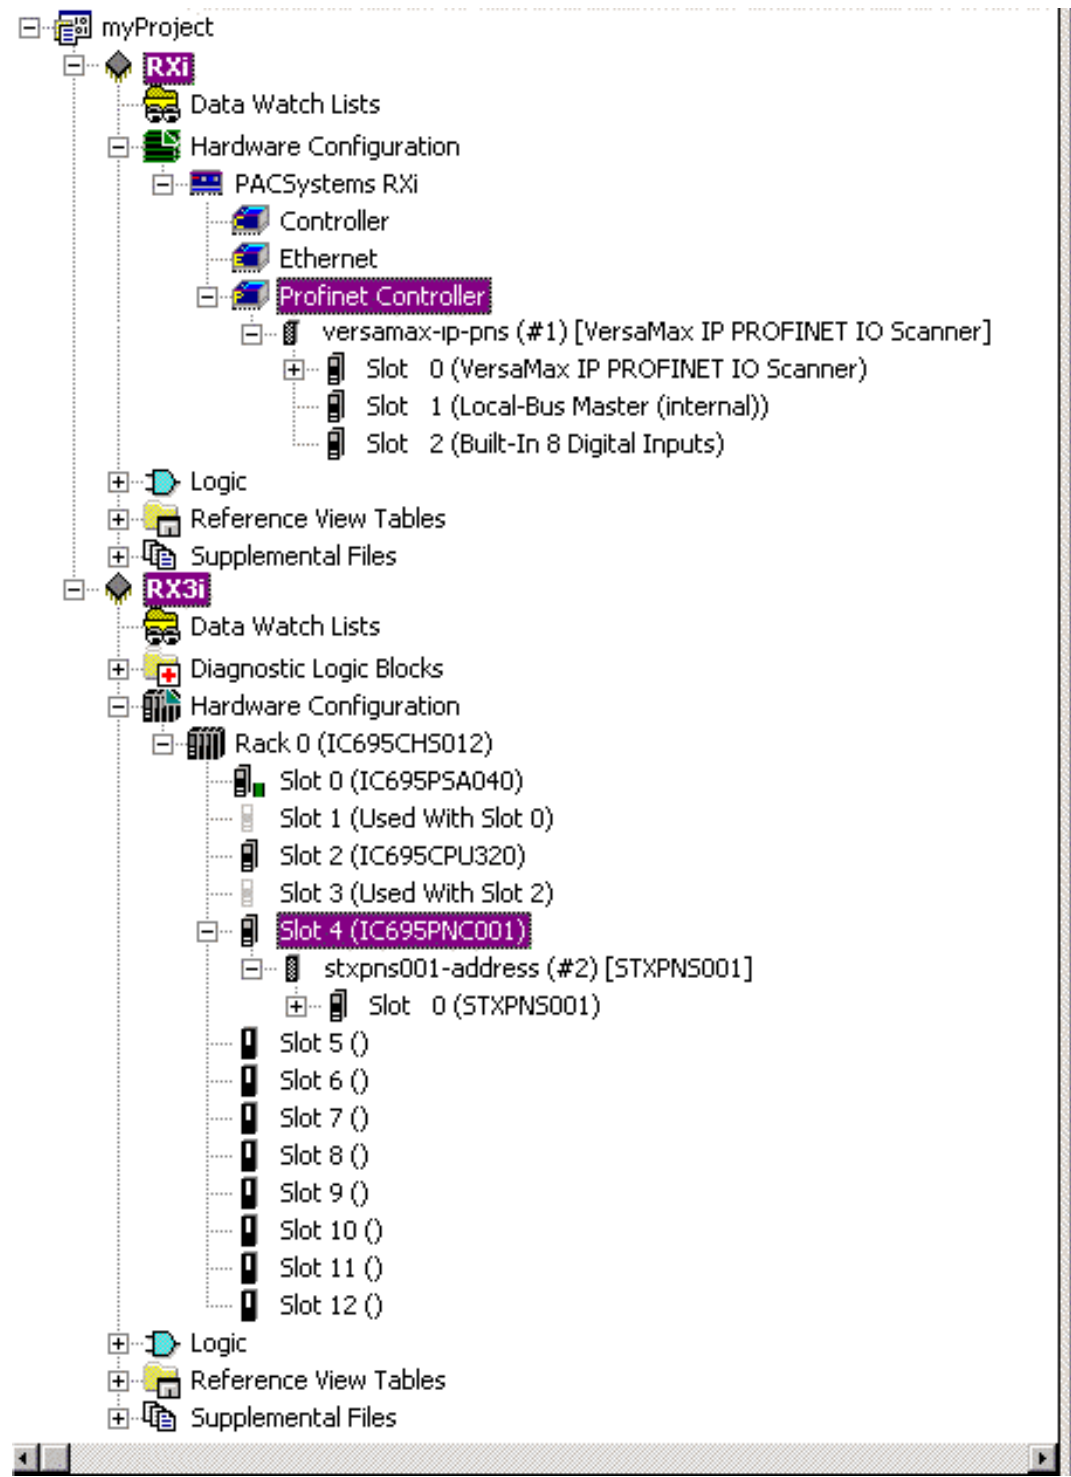 myProject
RXi
Data Watch Lists
Hardware Configuration
PACSystems RXi
Controller
Ethernet
Profinet Controller
versamax-ip-pns (#1) [VersaMax IP PROFINET IO Scanner]
Slot 0 (VersaMax IP PROFINET IO Scanner)
Slot 1 (Local-Bus Master (internal))
Slot 2 (Built-In 8 Digital Inputs)
Logic
Reference View Tables
Supplemental Files
RX3i
Data Watch Lists
Diagnostic Logic Blocks
Hardware Configuration
Rack 0 (IC695CHS012)
Slot 0 (IC695PSA040)
Slot 1 (Used With Slot 0)
Slot 2 (IC695CPU320)
Slot 3 (Used With Slot 2)
Slot 4 (IC695PNC001)
stxpns001-address (#2) [STXPNS001]
Slot 0 (STXPNS001)
Slot 5 ()
Slot 6 ()
Slot 7 ()
Slot 8 ()
Slot 9 ()
Slot 10 ()
Slot 11 ()
Slot 12 ()
Logic
Reference View Tables
Supplemental Files